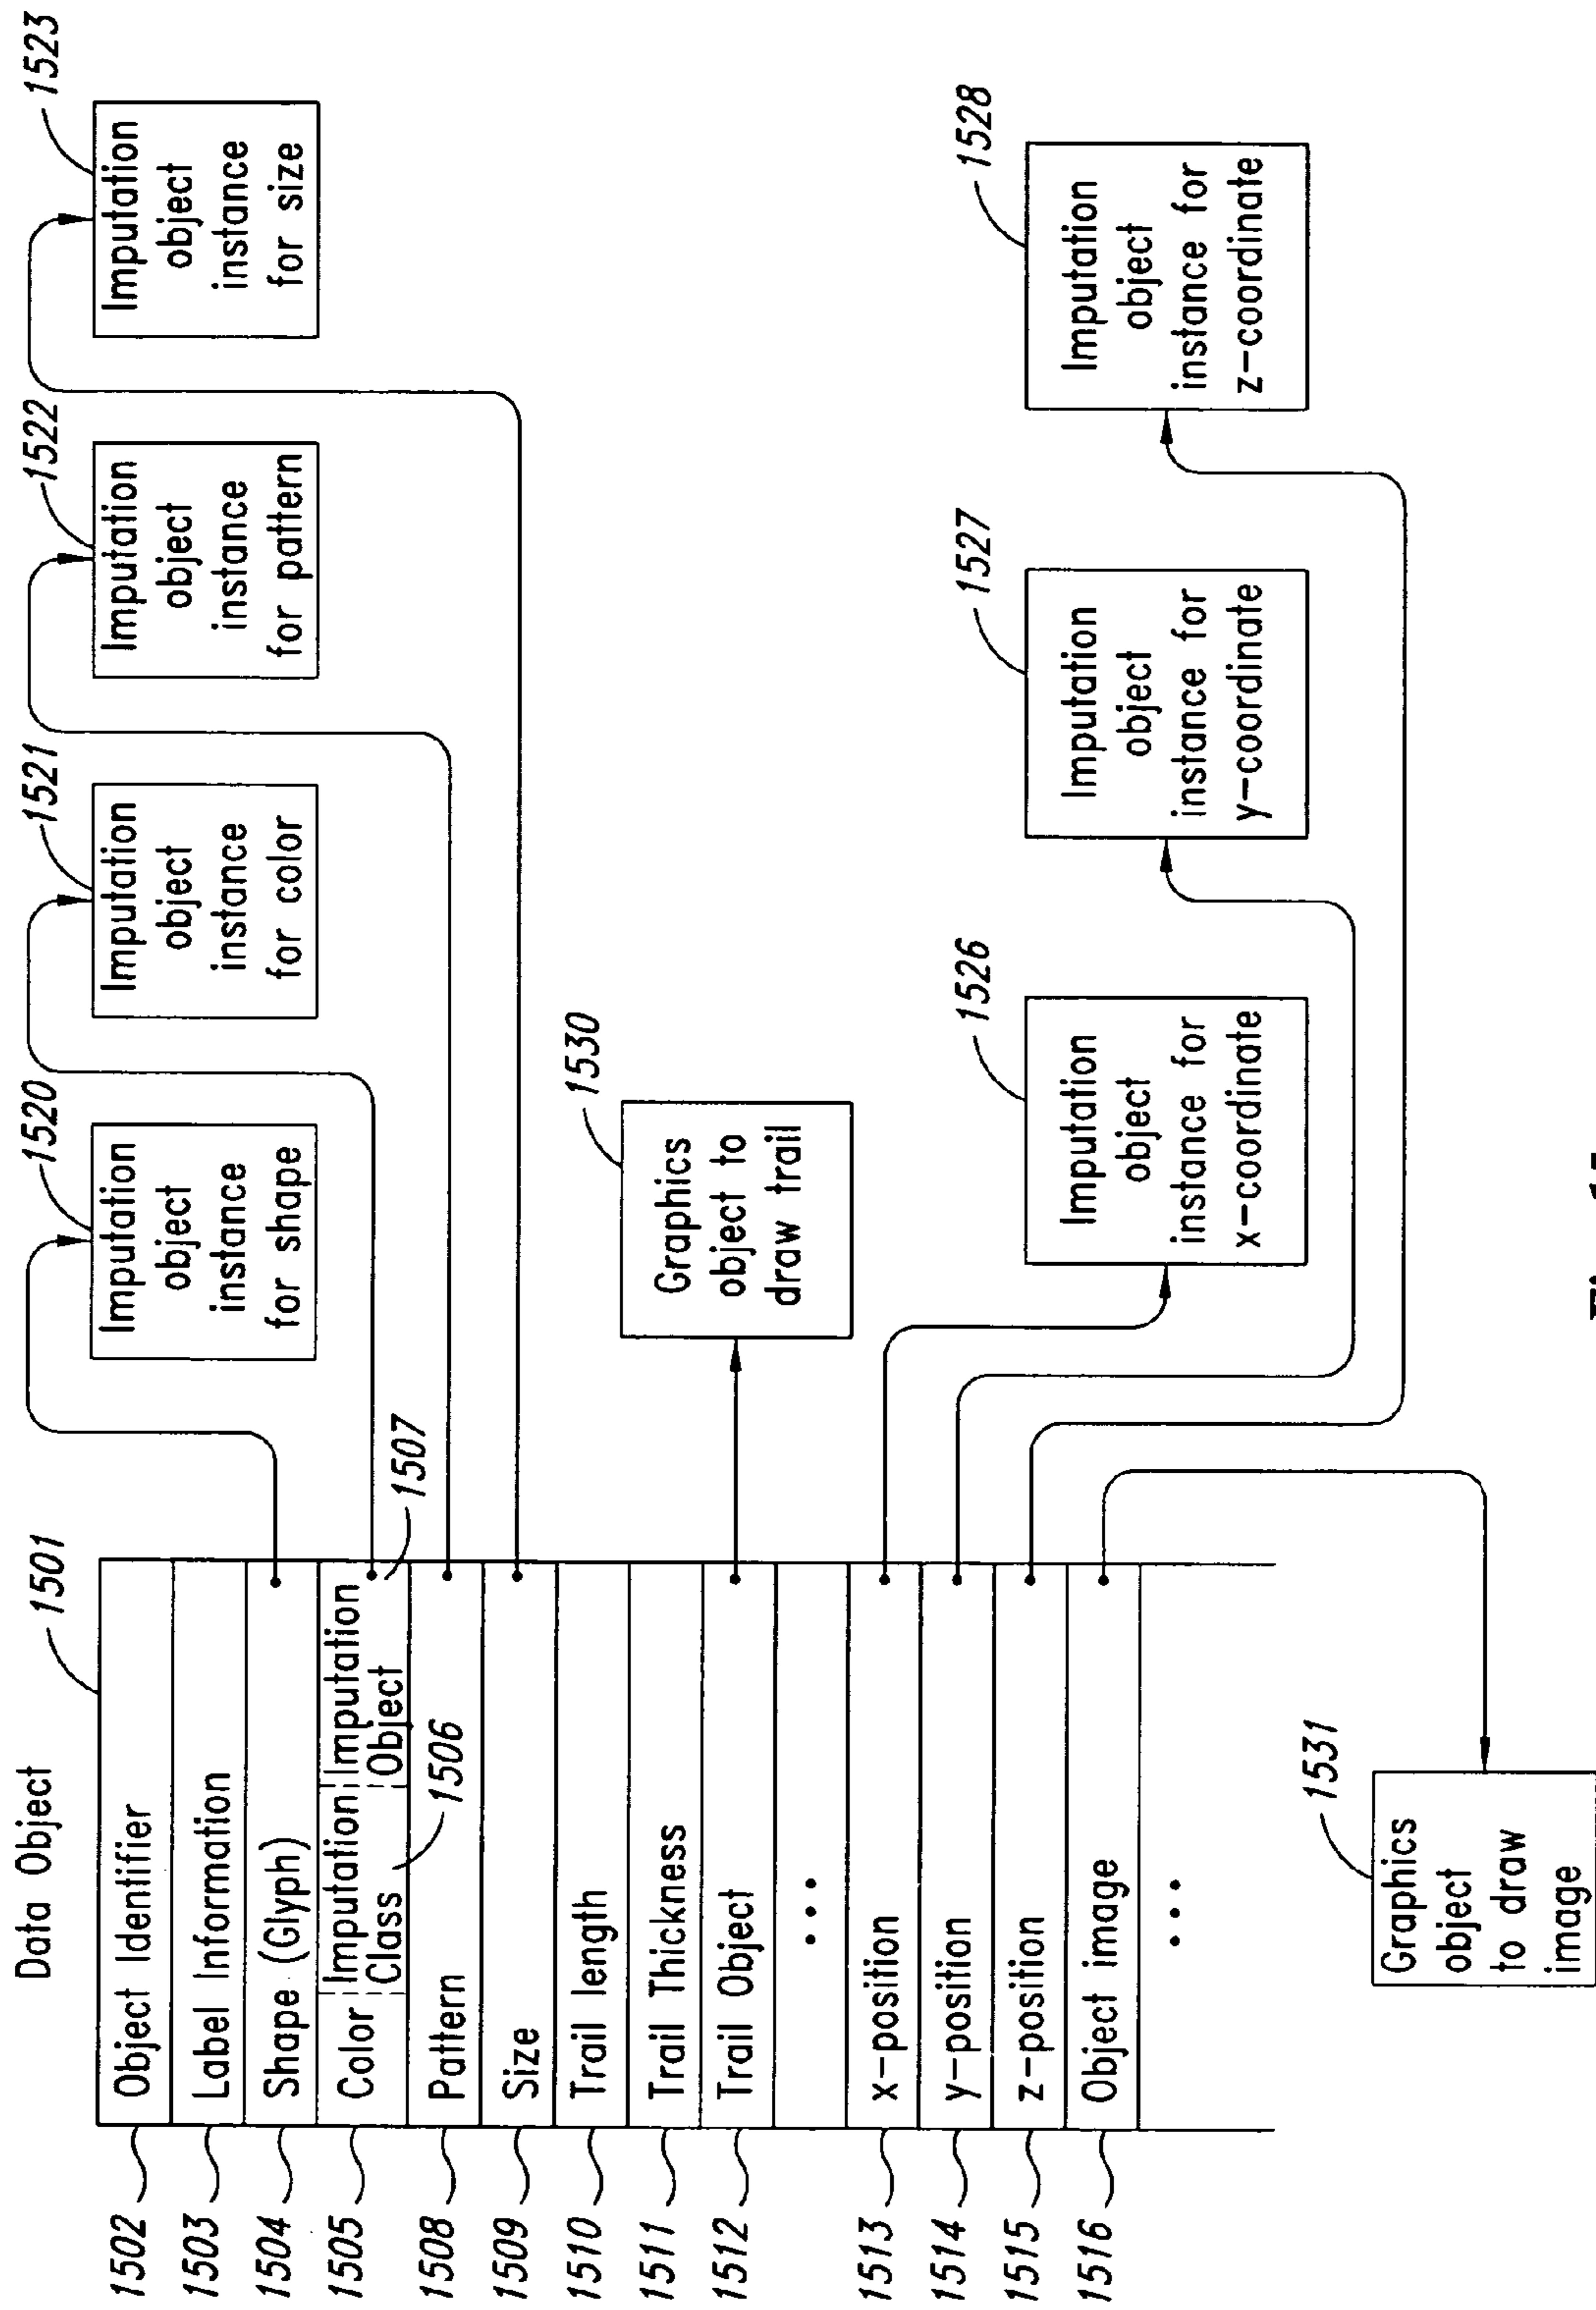 Data Object
1501
1502
Object Identifier
1503
Label Information
1504
Shape (Glyph)
1505
Color
Imputation
Class
Imputation
Object
1506
1507
1508
Pattern
1509
Size
1510
Trail length
1511
Trail Thickness
1512
Trail Object
...
1513
x-position
1514
y-position
1515
z-position
1516
Object image
...
1520
Imputation
object
instance
for shape
1521
Imputation
object
instance
for color
1522
Imputation
object
instance
for pattern
1523
Imputation
object
instance
for size
1530
Graphics
object to
draw trail
1526
Imputation
object
instance for
x-coordinate
1527
Imputation
object
instance for
y-coordinate
1528
Imputation
object
instance for
z-coordinate
1531
Graphics
object
to draw
image